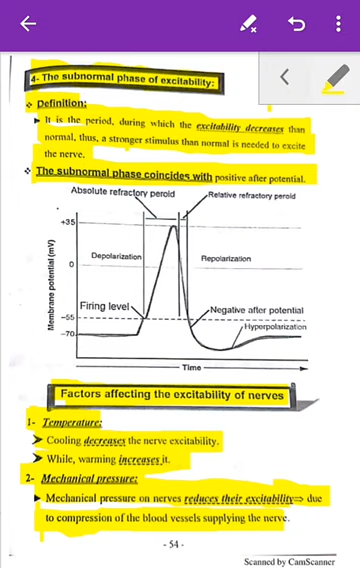 4- The subnormal phase of excitability:
❖ Definition:
► It is the period, during which the excitability decreases than
normal, thus, a stronger stimulus than normal is needed to excite
the nerve.
❖ The subnormal phase coincides with positive after potential.
Absolute refractory peroid
Relative refractory peroid
+35
Depolarization
Repolarization
0
Membrane potential (mV)
Firing level
-55
Negative after potential
Hyperpolarization
-70
Time
Factors affecting the excitability of nerves
1- Temperature:
➢ Cooling decreases the nerve excitability.
➢ While, warming increases it.
2- Mechanical pressure:
► Mechanical pressure on nerves reduces their excitability⇒ due
to compression of the blood vessels supplying the nerve.
- 54 -
Scanned by CamScanner